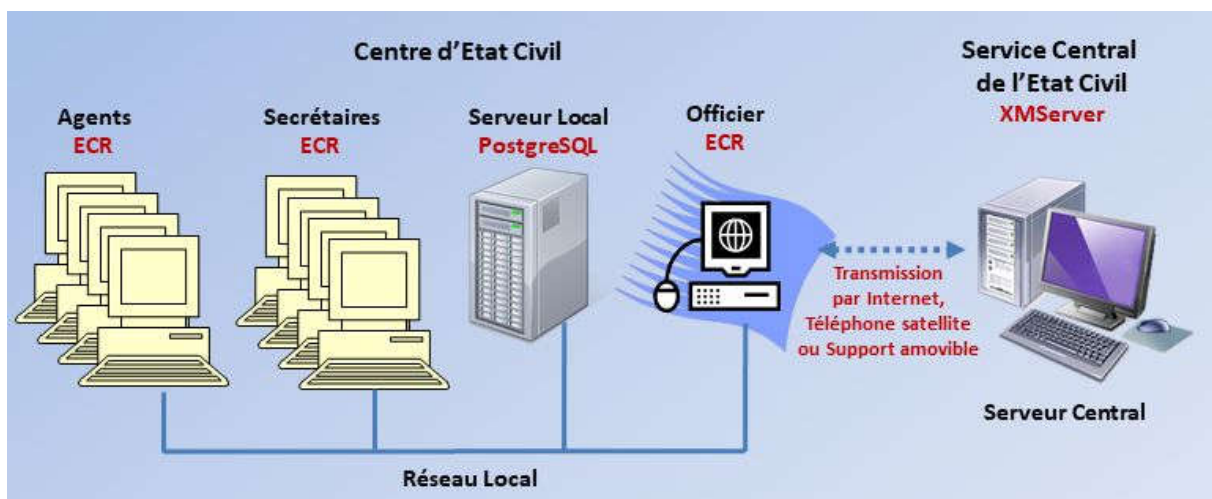 Centre d'Etat Civil
Service Central
de l'Etat Civil
XMServer
Agents
ECR
Secrétaires
ECR
Serveur Local
PostgreSQL
Officier
ECR
Transmission
par Internet,
Téléphone satellite
ou Support amovible
Serveur Central
Réseau Local